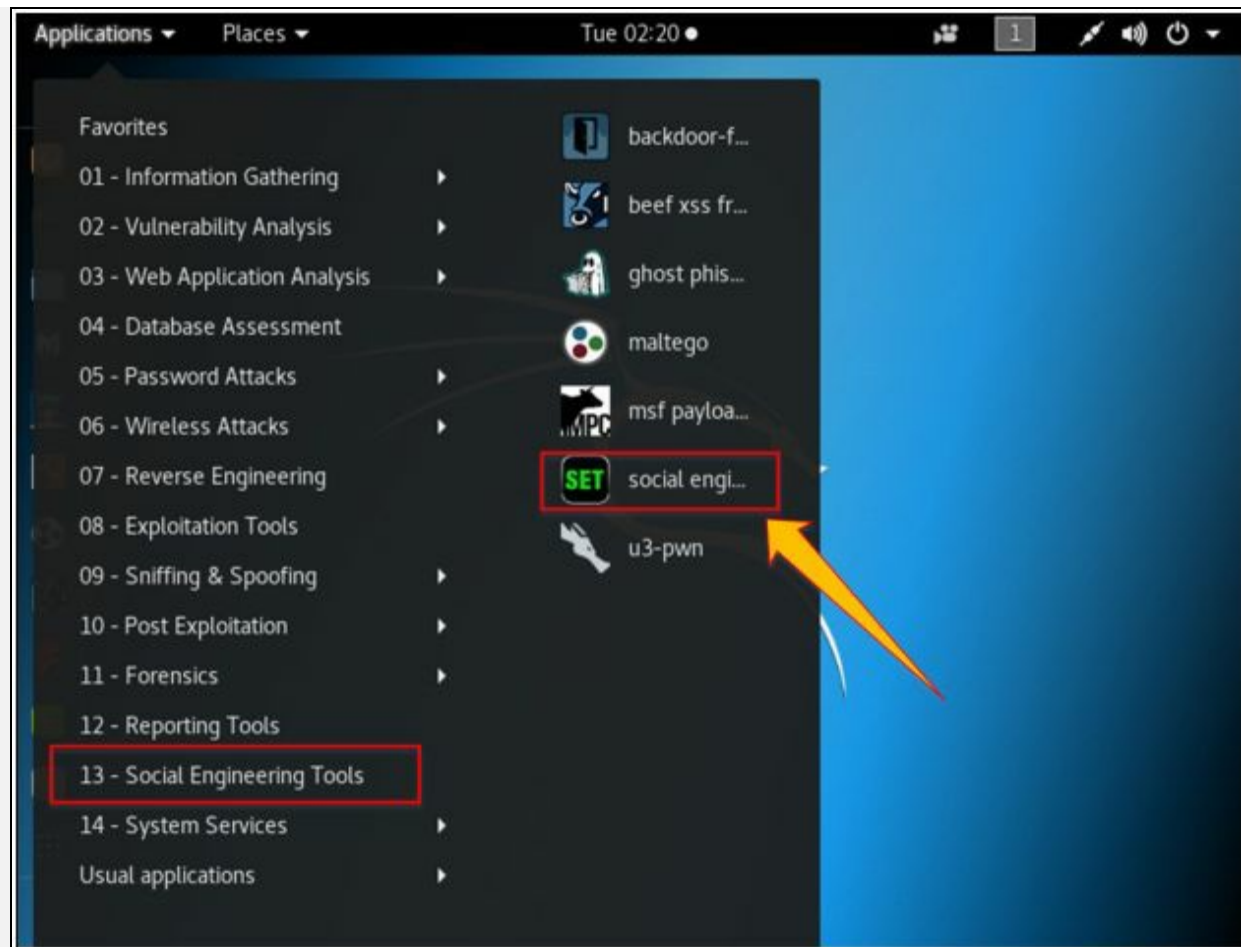 Applications Places Tue 02:20 1
Favorites
01 - Information Gathering
02 - Vulnerability Analysis
03 - Web Application Analysis
04 - Database Assessment
05 - Password Attacks
06 - Wireless Attacks
07 - Reverse Engineering
08 - Exploitation Tools
09 - Sniffing & Spoofing
10 - Post Exploitation
11 - Forensics
12 - Reporting Tools
13 - Social Engineering Tools
14 - System Services
Usual applications
backdoor-f...
beef xss fr...
ghost phis...
maltego
MPC msf payloa...
SET social engi...
u3-pwn